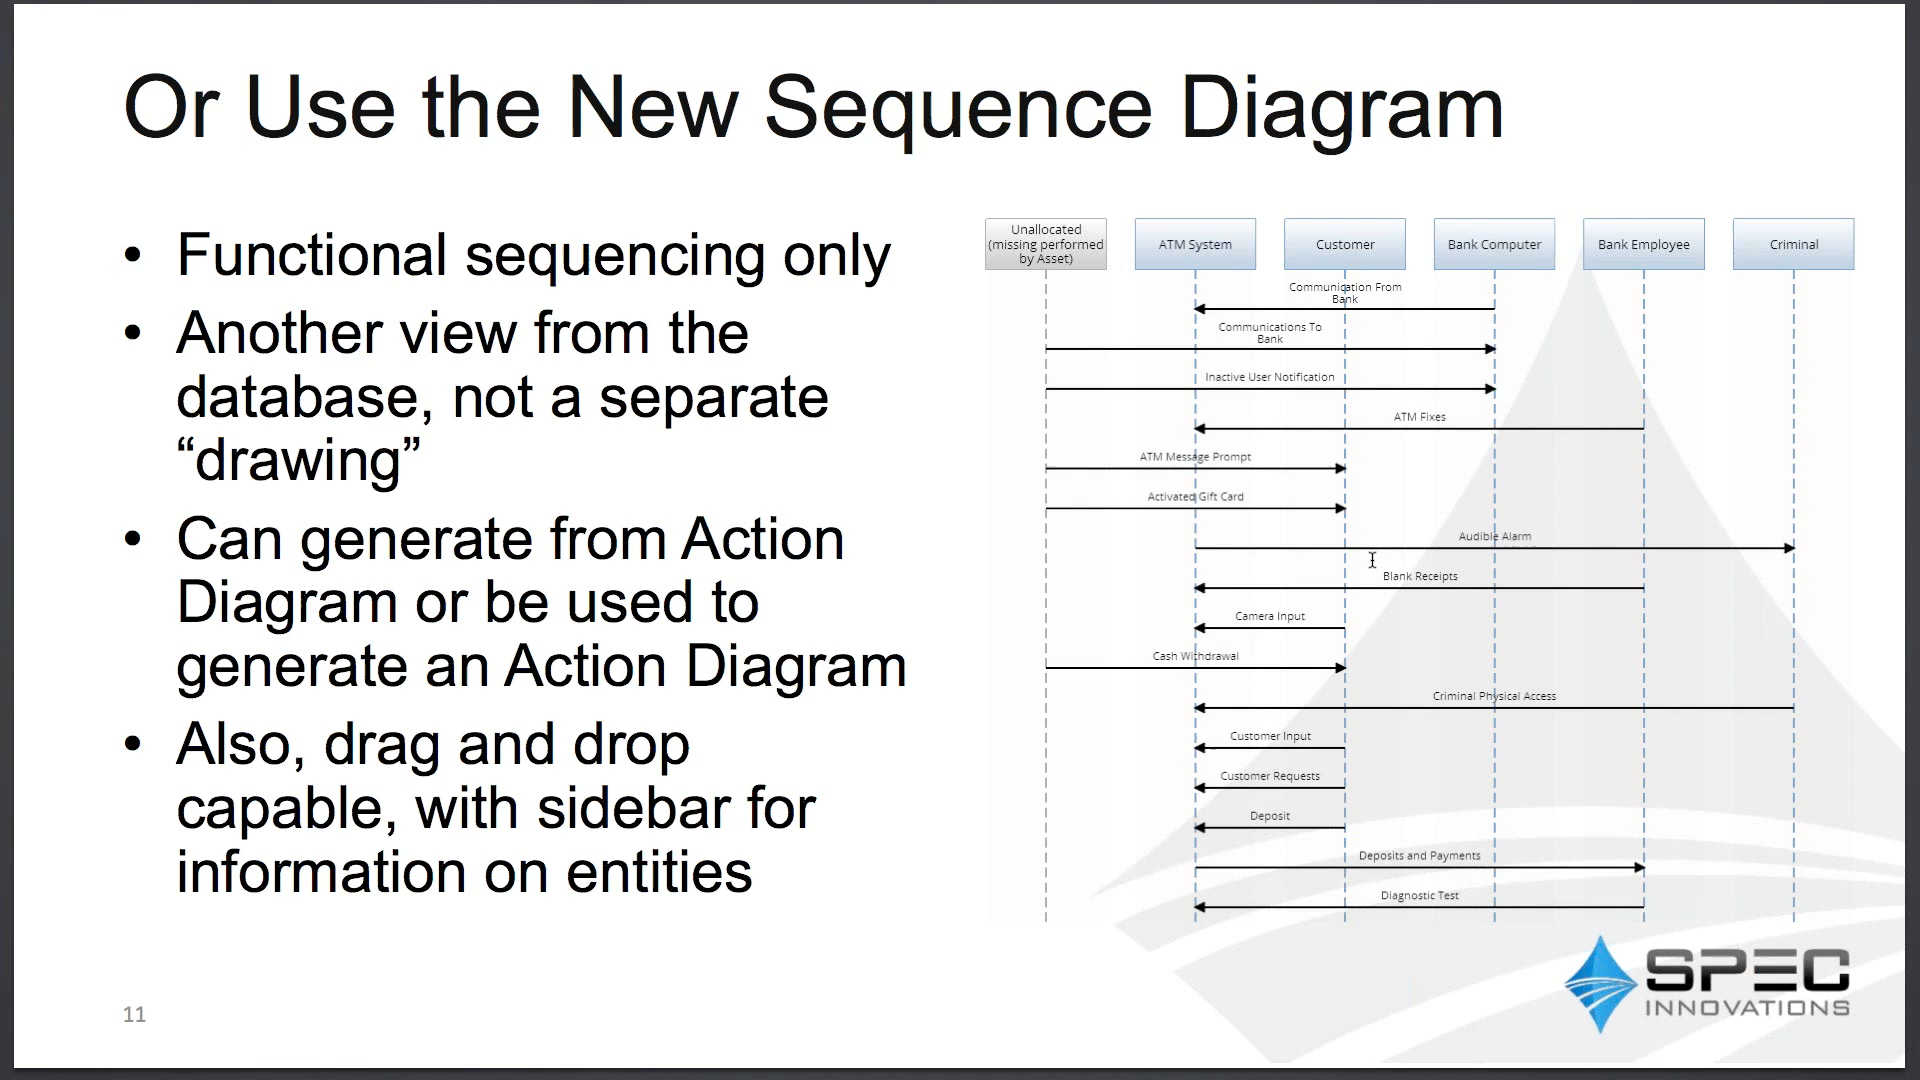 Or Use the New Sequence Diagram
• Functional sequencing only
• Another view from the
database, not a separate
“drawing”
• Can generate from Action
Diagram or be used to
generate an Action Diagram
• Also, drag and drop
capable, with sidebar for
information on entities
Unallocated
(missing performed
by Asset)
ATM System
Customer
Bank Computer
Bank Employee
Criminal
Communication From
Bank
Communications To
Bank
Inactive User Notification
ATM Fixes
ATM Message Prompt
Activated Gift Card
Audible Alarm
Blank Receipts
Camera Input
Cash Withdrawal
Criminal Physical Access
Customer Input
Customer Requests
Deposit
Deposits and Payments
Diagnostic Test
11
SPEC
INNOVATIONS